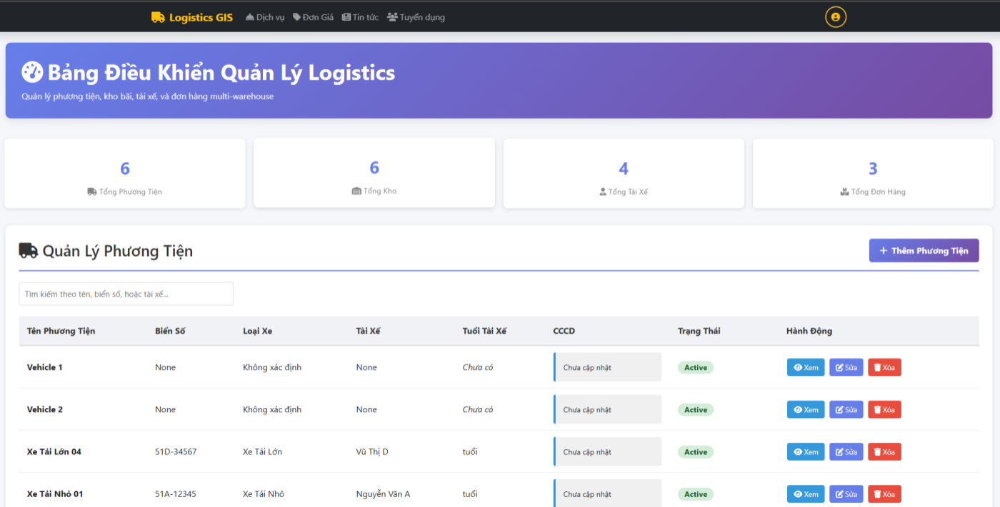 Logistics GIS Dịch vụ Đơn Giá Tin tức Tuyển dụng
Bảng Điều Khiển Quản Lý Logistics
Quản lý phương tiện, kho bãi, tài xế, và đơn hàng multi-warehouse
6 6 4 3
Tổng Phương Tiện Tổng Kho Tổng Tài Xế Tổng Đơn Hàng
Quản Lý Phương Tiện + Thêm Phương Tiện
Tìm kiếm theo tên, biển số, hoặc tài xế...
Tên Phương Tiện Biển Số Loại Xe Tài Xế Tuổi Tài Xế CCCD Trạng Thái Hành Động
Vehicle 1 None Không xác định None Chưa có Chưa cập nhật Active Xem Sửa Xóa
Vehicle 2 None Không xác định None Chưa có Chưa cập nhật Active Xem Sửa Xóa
Xe Tải Lớn 04 51D-34567 Xe Tải Lớn Vũ Thị D tuổi Chưa cập nhật Active Xem Sửa Xóa
Xe Tải Nhỏ 01 51A-12345 Xe Tải Nhỏ Nguyễn Văn A tuổi Chưa cập nhật Active Xem Sửa Xóa